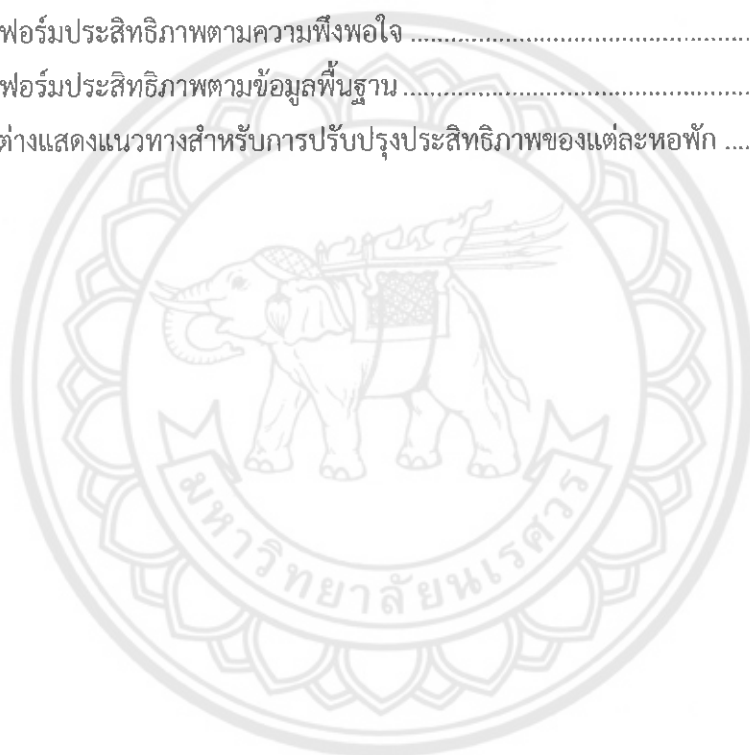 ฟอร์มประสิทธิภาพตามความพึงพอใจ ....................................................
ฟอร์มประสิทธิภาพตามข้อมูลพื้นฐาน .....................................................
ต่างแสดงแนวทางสำหรับการปรับปรุงประสิทธิภาพของแต่ละหอพัก ....
มหาวิทยาลัยนเรศวร